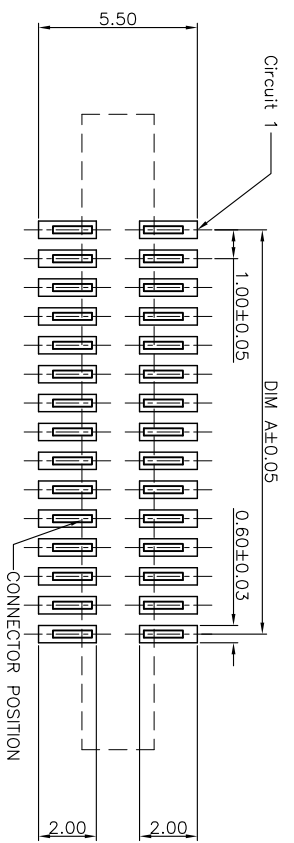 5.50
Circuit 1
1.00±0.05
DIM A±0.05
0.60±0.03
CONNECTOR POSITION
2.00
2.00